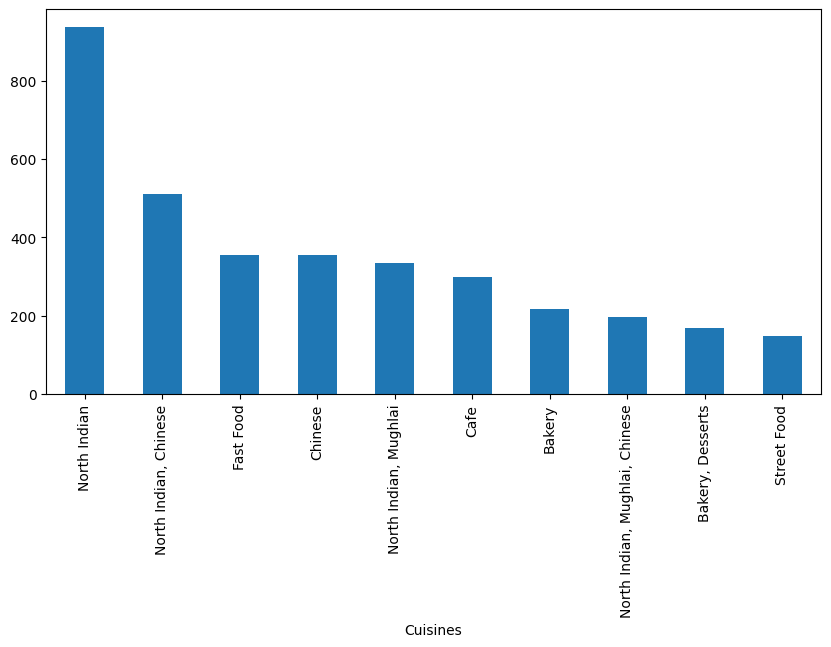 800
600
400
200
0
North Indian
North Indian, Chinese
Fast Food
Chinese
North Indian, Mughlai
Cafe
Bakery
North Indian, Mughlai, Chinese
Bakery, Desserts
Street Food
Cuisines